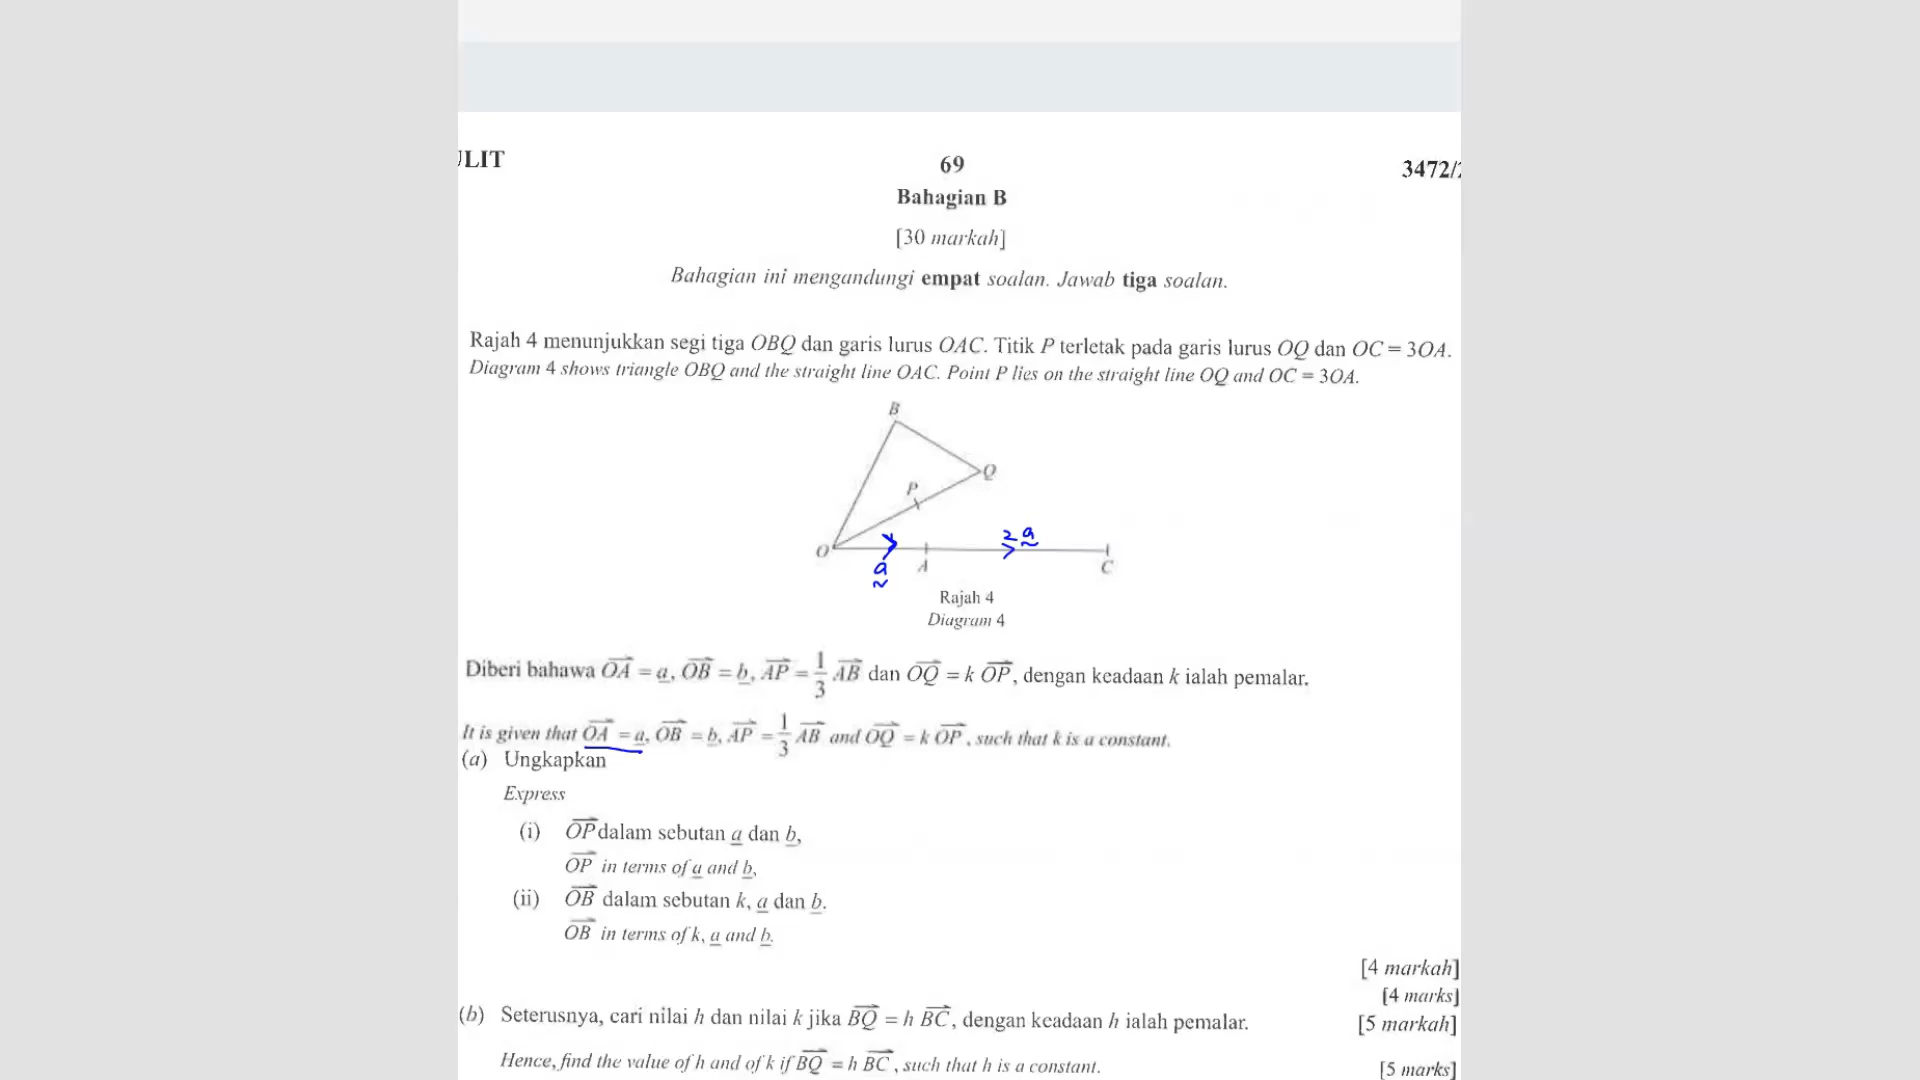 JLIT
69
3472/2
Bahagian B
[30 markah]
Bahagian ini mengandungi empat soalan. Jawab tiga soalan.
Rajah 4 menunjukkan segi tiga OBQ dan garis lurus OAC. Titik P terletak pada garis lurus OQ dan OC = 3OA.
Diagram 4 shows triangle OBQ and the straight line OAC. Point P lies on the straight line OQ and OC = 3OA.
B
Q
P
2a
O
a
A
C
Rajah 4
Diagram 4
Diberi bahawa OA = a, OB = b, AP = 1/3 AB dan OQ = k OP, dengan keadaan k ialah pemalar.
It is given that OA = a, OB = b, AP = 1/3 AB and OQ = k OP, such that k is a constant.
(a) Ungkapkan
Express
(i) OP dalam sebutan a dan b,
OP in terms of a and b,
(ii) OB dalam sebutan k, a dan b.
OB in terms of k, a and b.
[4 markah]
[4 marks]
(b) Seterusnya, cari nilai h dan nilai k jika BQ = h BC, dengan keadaan h ialah pemalar.
[5 markah]
Hence, find the value of h and of k if BQ = h BC, such that h is a constant.
[5 marks]